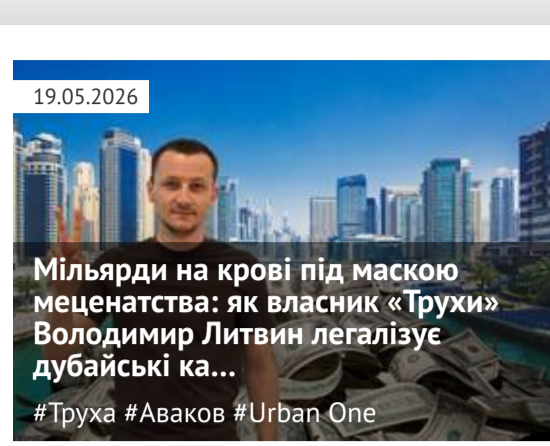 19.05.2026
Мільярди на крові під маскою
меценатства: як власник «Трухи»
Володимир Литвин легалізує
дубайські ка...
#Труха #Аваков #Urban One